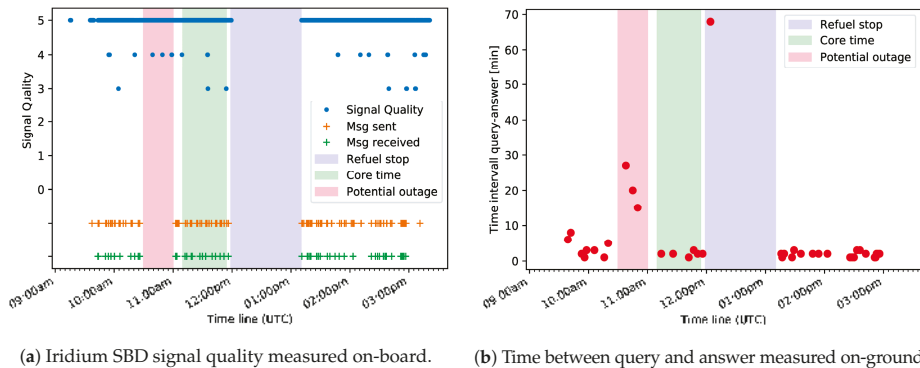 Signal Quality
5
4
3
5
1
0
Signal Quality
Msg sent
Msg received
Refuel stop
Core time
Potential outage
09:00am
10:00am
11:00am
12:00pm
01:00pm
02:00pm
03:00pm
Time line (UTC)
(a) Iridium SBD signal quality measured on-board.
Time intervall query-answer [min]
70
60
50
40
30
20
10
0
Refuel stop
Core time
Potential outage
09:00am
10:00am
11:00am
12:00pm
01:00pm
02:00pm
03:00pm
Time line (UTC)
(b) Time between query and answer measured on-ground